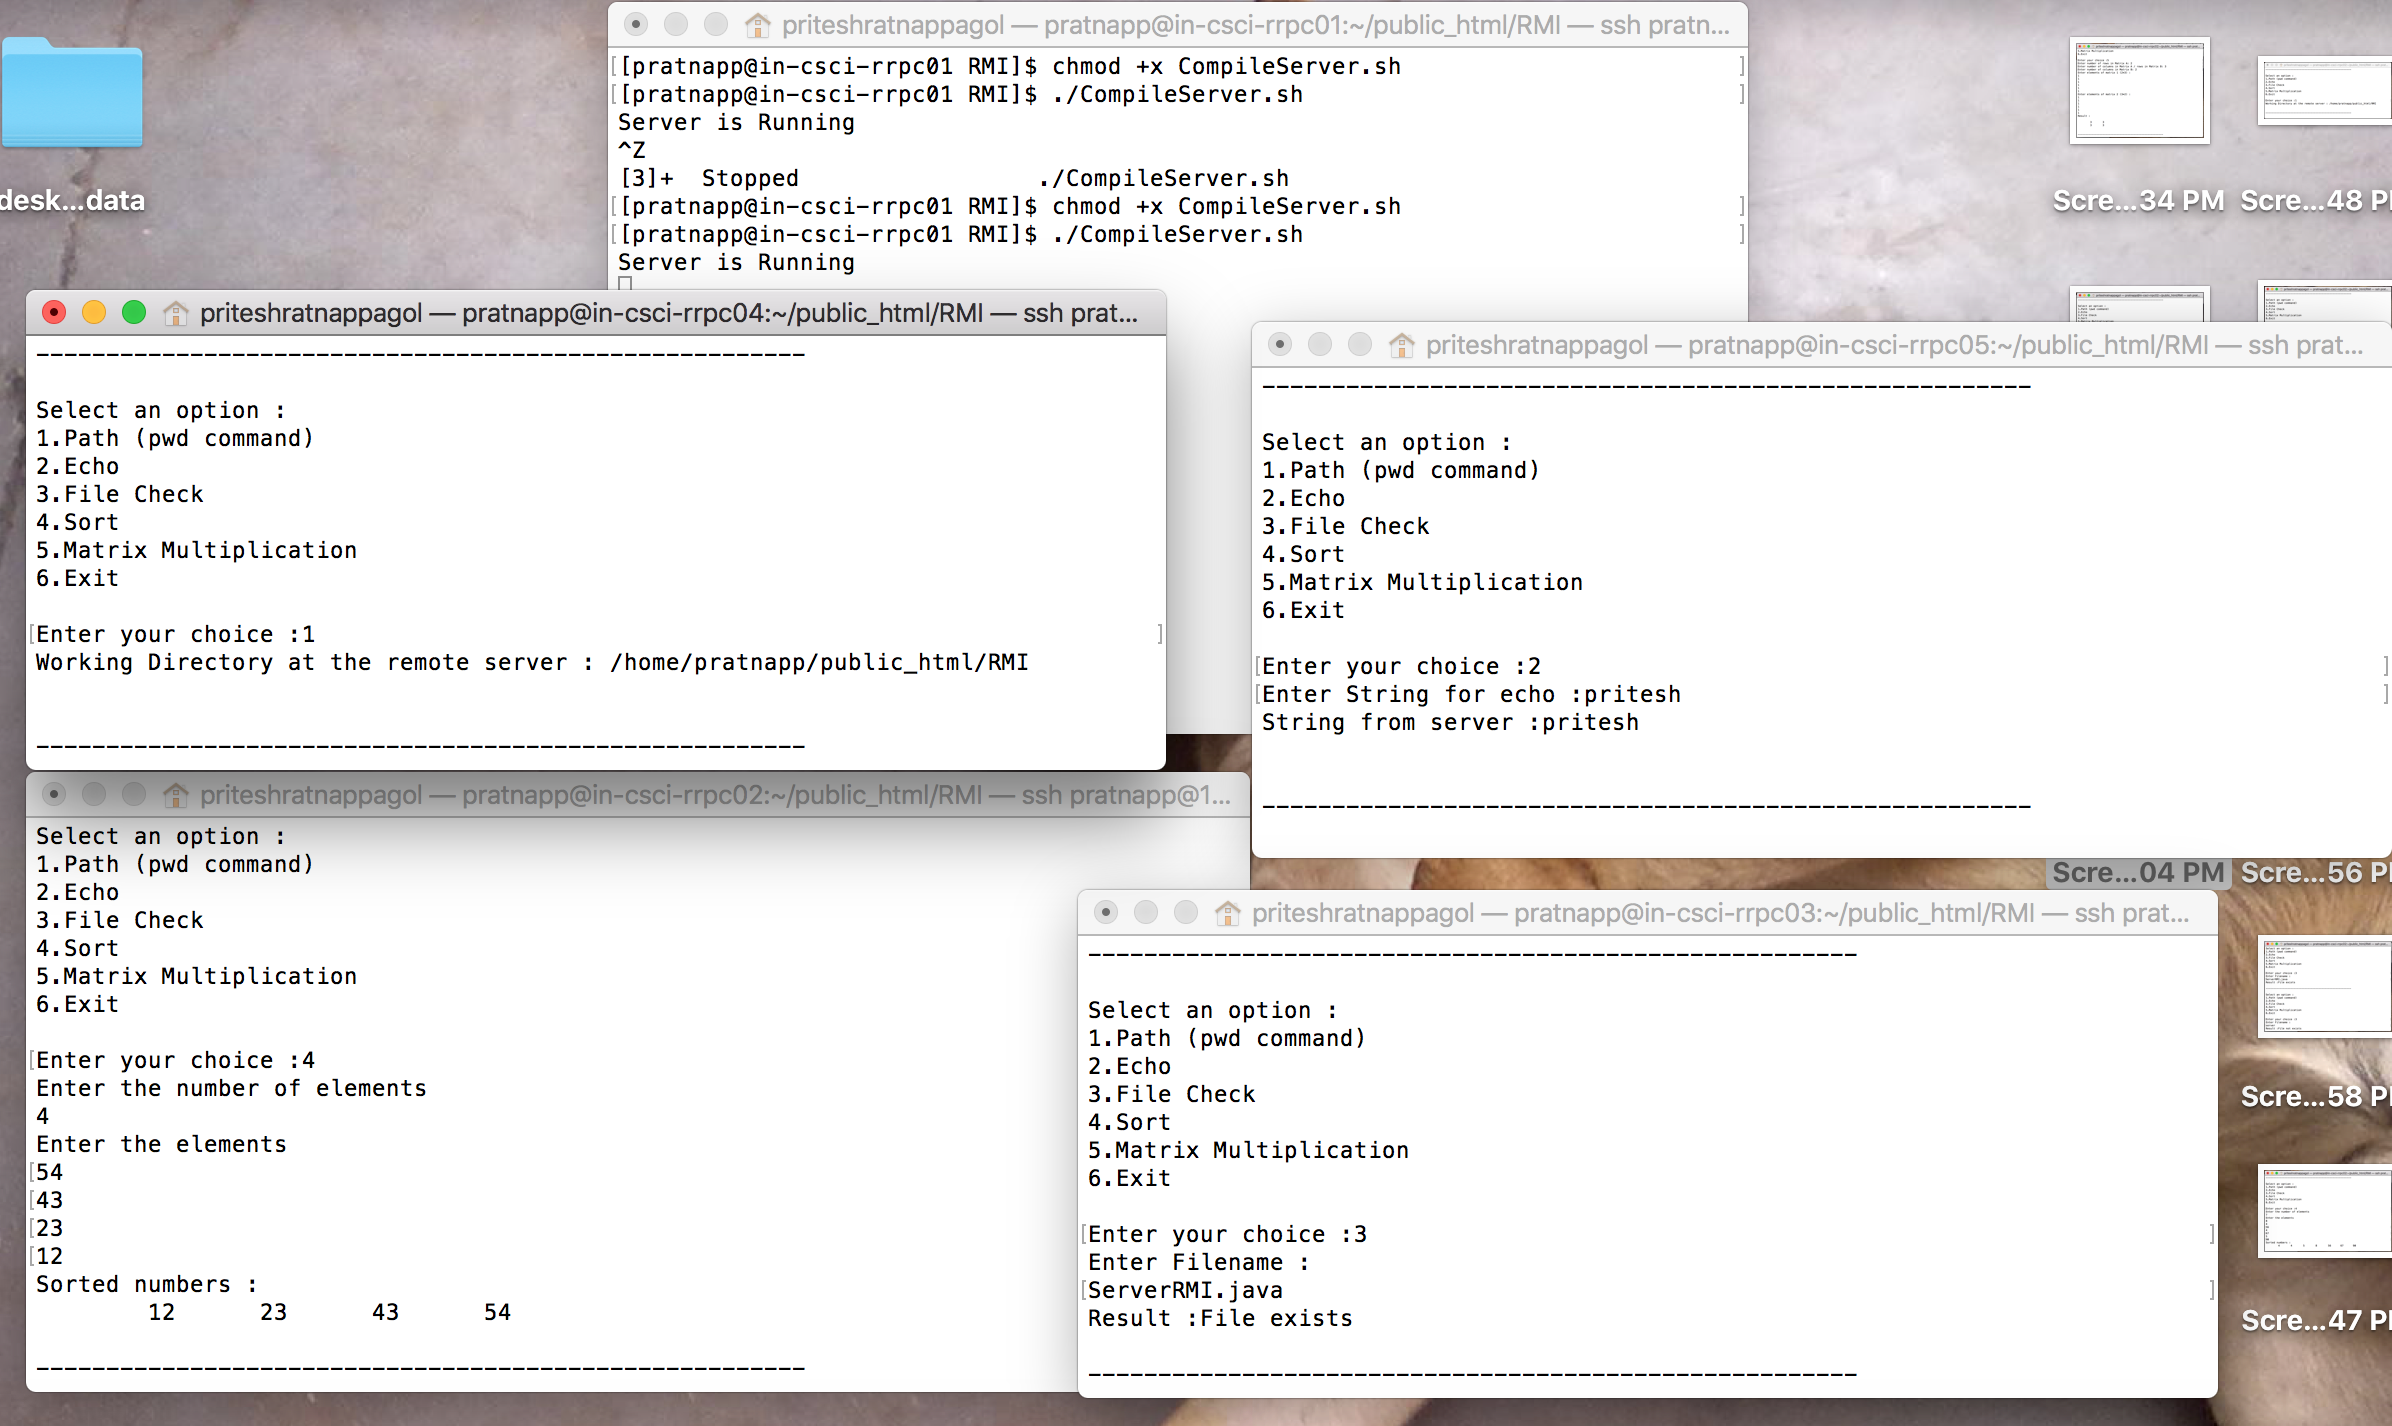 priteshratnappagol — pratnapp@in-csci-rrpc01:~/public_html/RMI — ssh pratn...
[[pratnapp@in-csci-rrpc01 RMI]$ chmod +x CompileServer.sh ]
[[pratnapp@in-csci-rrpc01 RMI]$ ./CompileServer.sh ]
Server is Running
^Z
[3]+  Stopped                 ./CompileServer.sh
[[pratnapp@in-csci-rrpc01 RMI]$ chmod +x CompileServer.sh ]
[[pratnapp@in-csci-rrpc01 RMI]$ ./CompileServer.sh ]
Server is Running
desk...data
Scre...34 PM
Scre...48 P
priteshratnappagol — pratnapp@in-csci-rrpc04:~/public_html/RMI — ssh prat...
-------------------------------------------------------
Select an option :
1.Path (pwd command)
2.Echo
3.File Check
4.Sort
5.Matrix Multiplication
6.Exit
[Enter your choice :1 ]
Working Directory at the remote server : /home/pratnapp/public_html/RMI
-------------------------------------------------------
priteshratnappagol — pratnapp@in-csci-rrpc05:~/public_html/RMI — ssh prat...
-------------------------------------------------------
Select an option :
1.Path (pwd command)
2.Echo
3.File Check
4.Sort
5.Matrix Multiplication
6.Exit
[Enter your choice :2 ]
[Enter String for echo :pritesh ]
String from server :pritesh
-------------------------------------------------------
priteshratnappagol — pratnapp@in-csci-rrpc02:~/public_html/RMI — ssh pratnapp@1...
Select an option :
1.Path (pwd command)
2.Echo
3.File Check
4.Sort
5.Matrix Multiplication
6.Exit
[Enter your choice :4
Enter the number of elements
4
Enter the elements
[54
[43
[23
[12
Sorted numbers :
        12      23      43      54
-------------------------------------------------------
Scre...04 PM
Scre...56 P
priteshratnappagol — pratnapp@in-csci-rrpc03:~/public_html/RMI — ssh prat...
-------------------------------------------------------
Select an option :
1.Path (pwd command)
2.Echo
3.File Check
4.Sort
5.Matrix Multiplication
6.Exit
[Enter your choice :3 ]
Enter Filename :
[ServerRMI.java ]
Result :File exists
-------------------------------------------------------
Scre...58 P
Scre...47 P